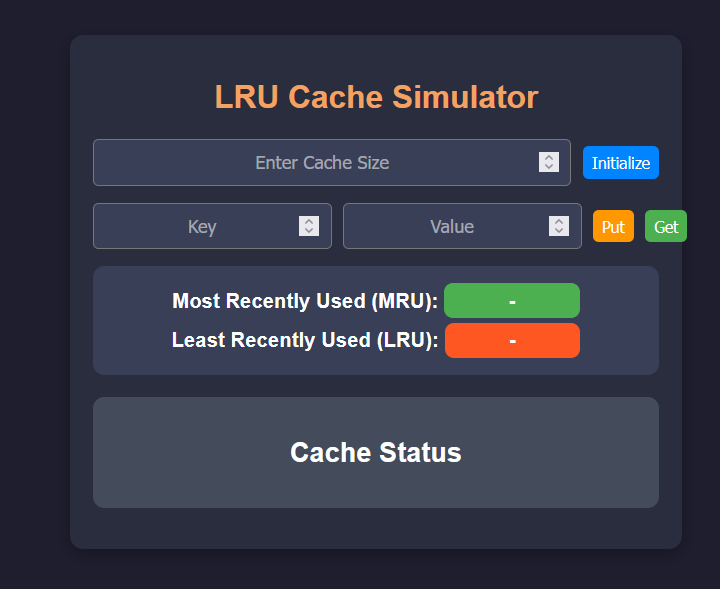 LRU Cache Simulator
Enter Cache Size Initialize
Key Value Put Get
Most Recently Used (MRU): -
Least Recently Used (LRU): -
Cache Status